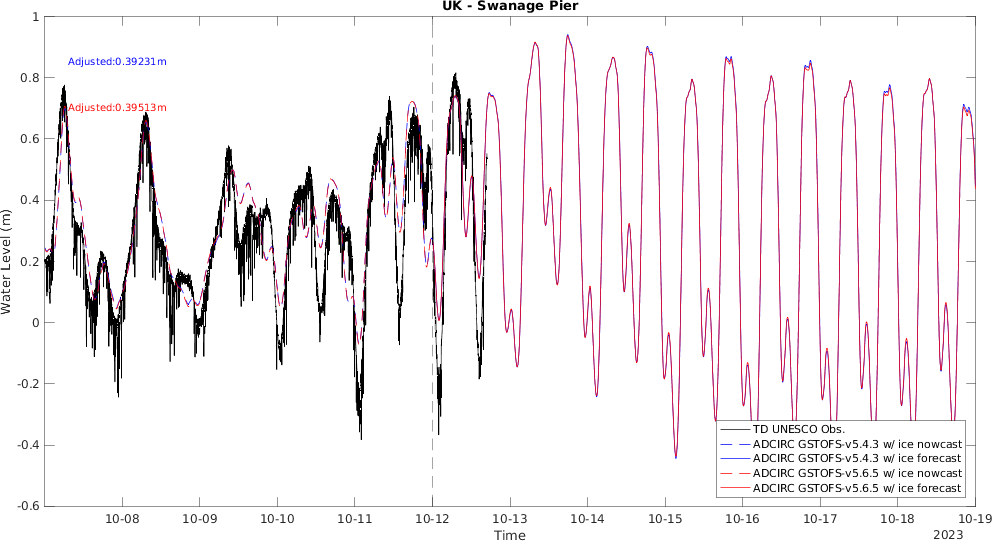 UK - Swanage Pier
Adjusted:0.39231m
Adjusted:0.39513m
Water Level (m)
1
0.8
0.6
0.4
0.2
0
-0.2
-0.4
-0.6
TD UNESCO Obs.
ADCIRC GSTOFS-v5.4.3 w/ ice nowcast
ADCIRC GSTOFS-v5.4.3 w/ ice forecast
ADCIRC GSTOFS-v5.6.5 w/ ice nowcast
ADCIRC GSTOFS-v5.6.5 w/ ice forecast
10-08 10-09 10-10 10-11 10-12 10-13 10-14 10-15 10-16 10-17 10-18 10-19
Time
2023